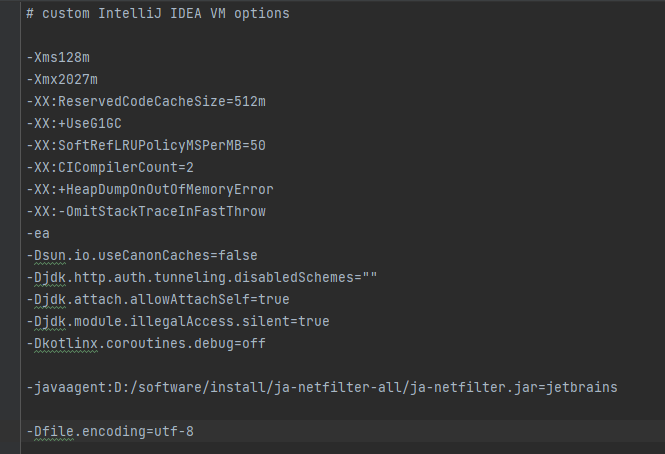 # custom IntelliJ IDEA VM options
-Xms128m
-Xmx2027m
-XX:ReservedCodeCacheSize=512m
-XX:+UseG1GC
-XX:SoftRefLRUPolicyMSPerMB=50
-XX:CICompilerCount=2
-XX:+HeapDumpOnOutOfMemoryError
-XX:-OmitStackTraceInFastThrow
-ea
-Dsun.io.useCanonCaches=false
-Djdk.http.auth.tunneling.disabledSchemes=""
-Djdk.attach.allowAttachSelf=true
-Djdk.module.illegalAccess.silent=true
-Dkotlinx.coroutines.debug=off
-javaagent:D:/software/install/ja-netfilter-all/ja-netfilter.jar=jetbrains
-Dfile.encoding=utf-8